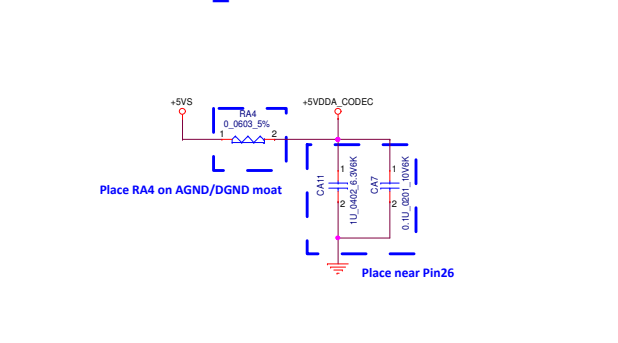 +5VS
+5VDDA_CODEC
RA4
0_0603_5%
1
2
Place RA4 on AGND/DGND moat
CA11
1
2
1U_0402_6.3V6K
CA7
1
2
0.1U_0201_10V6K
Place near Pin26